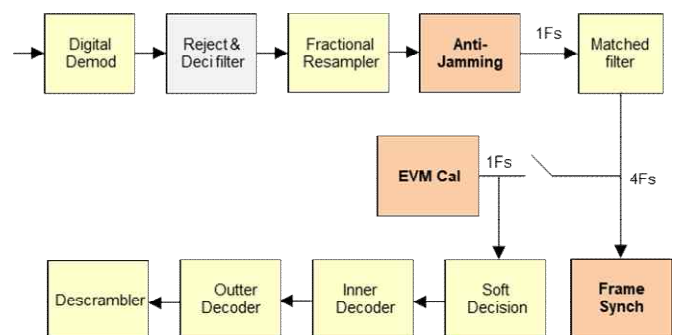 Digital
Demod
Reject &
Deci filter
Fractional
Resampler
Anti-
Jamming
1Fs
Matched
filter
EVM Cal
1Fs
4Fs
Descrambler
Outter
Decoder
Inner
Decoder
Soft
Decision
Frame
Synch